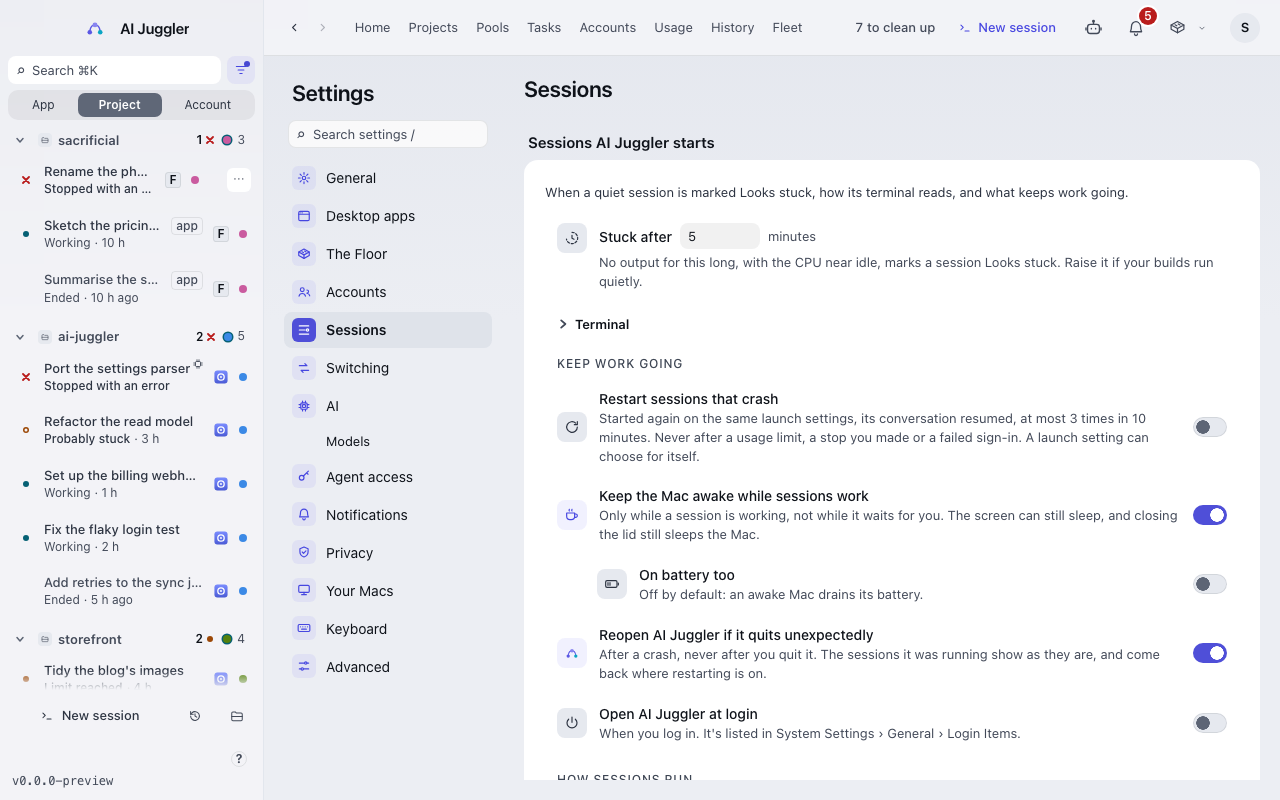 AI Juggler
Search ⌘K
App Project Account
sacrificial 1 3
Rename the ph...
Stopped with an ...
F
Sketch the pricin...
app
Working · 10 h
F
Summarise the s...
app
Ended · 10 h ago
F
ai-juggler 2 5
Port the settings parser
Stopped with an error
Refactor the read model
Probably stuck · 3 h
Set up the billing webh...
Working · 1 h
Fix the flaky login test
Working · 2 h
Add retries to the sync j...
Ended · 5 h ago
storefront 2 4
Tidy the blog's images
Limit reached · 4 h
New session
?
v0.0.0-preview
Home Projects Pools Tasks Accounts Usage History Fleet
7 to clean up
New session
5
S
Settings
Search settings /
General
Desktop apps
The Floor
Accounts
Sessions
Switching
AI
Models
Agent access
Notifications
Privacy
Your Macs
Keyboard
Advanced
Sessions
Sessions AI Juggler starts
When a quiet session is marked Looks stuck, how its terminal reads, and what keeps work going.
Stuck after 5 minutes
No output for this long, with the CPU near idle, marks a session Looks stuck. Raise it if your builds run
quietly.
Terminal
KEEP WORK GOING
Restart sessions that crash
Started again on the same launch settings, its conversation resumed, at most 3 times in 10
minutes. Never after a usage limit, a stop you made or a failed sign-in. A launch setting can
choose for itself.
Keep the Mac awake while sessions work
Only while a session is working, not while it waits for you. The screen can still sleep, and closing
the lid still sleeps the Mac.
On battery too
Off by default: an awake Mac drains its battery.
Reopen AI Juggler if it quits unexpectedly
After a crash, never after you quit it. The sessions it was running show as they are, and come
back where restarting is on.
Open AI Juggler at login
When you log in. It's listed in System Settings › General › Login Items.
HOW SESSIONS RUN